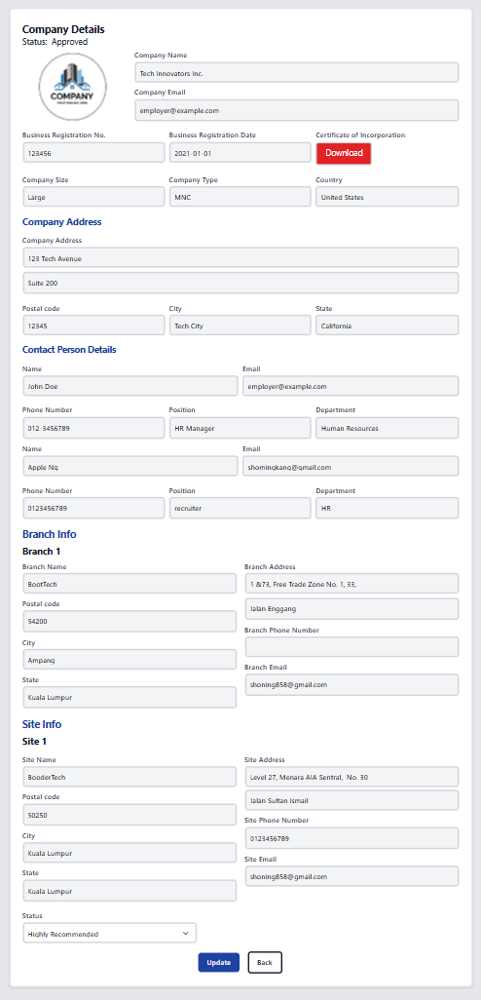 Company Details
Status: Approved
COMPANY
Company Name
Tech Innovators Inc.
Company Email
employer@example.com
Business Registration No. Business Registration Date Certificate of Incorporation
123456 2021-01-01 Download
Company Size Company Type Country
Large MNC United States
Company Address
Company Address
123 Tech Avenue
Suite 200
Postal code City State
12345 Tech City California
Contact Person Details
Name Email
John Doe employer@example.com
Phone Number Position Department
012-3456789 HR Manager Human Resources
Name Email
Apple Ng shomingkang@gmail.com
Phone Number Position Department
0123456789 recruiter HR
Branch Info
Branch 1
Branch Name
BootTech
Postal code
54200
City
Ampang
State
Kuala Lumpur
Branch Address
1 &73, Free Trade Zone No. 1, 33,
Jalan Enggang
Branch Phone Number
Branch Email
shoning858@gmail.com
Site Info
Site 1
Site Name
BooderTech
Postal code
50250
City
Kuala Lumpur
State
Kuala Lumpur
Site Address
Level 27, Menara AIA Sentral, No. 30
Jalan Sultan Ismail
Site Phone Number
0123456789
Site Email
shoning858@gmail.com
Status
Highly Recommended
Update Back